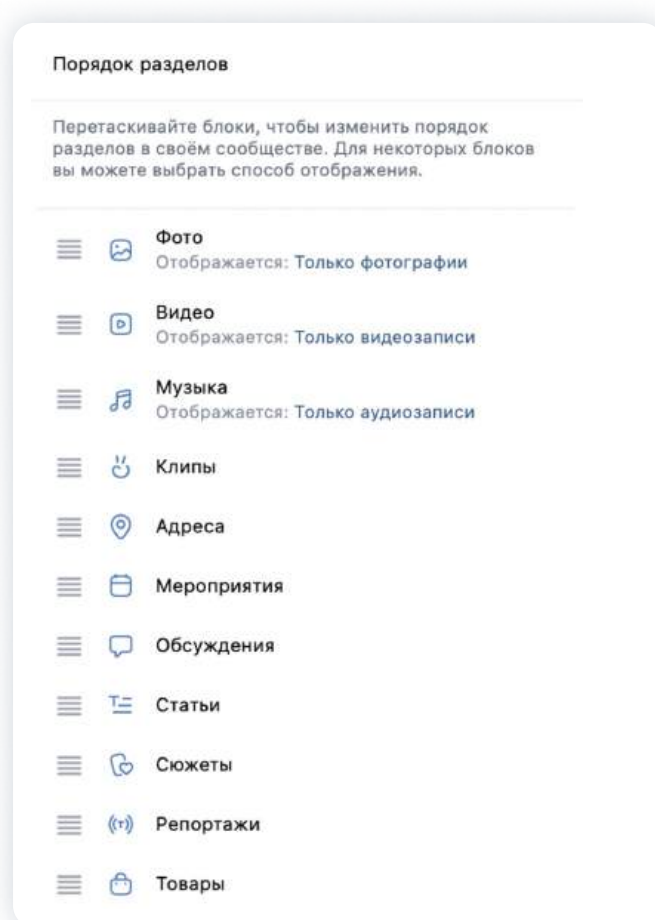 Порядок разделов
Перетаскивайте блоки, чтобы изменить порядок
разделов в своём сообществе. Для некоторых блоков
вы можете выбрать способ отображения.
Фото
Отображается: Только фотографии
Видео
Отображается: Только видеозаписи
Музыка
Отображается: Только аудиозаписи
Клипы
Адреса
Мероприятия
Обсуждения
Статьи
Сюжеты
Репортажи
Товары